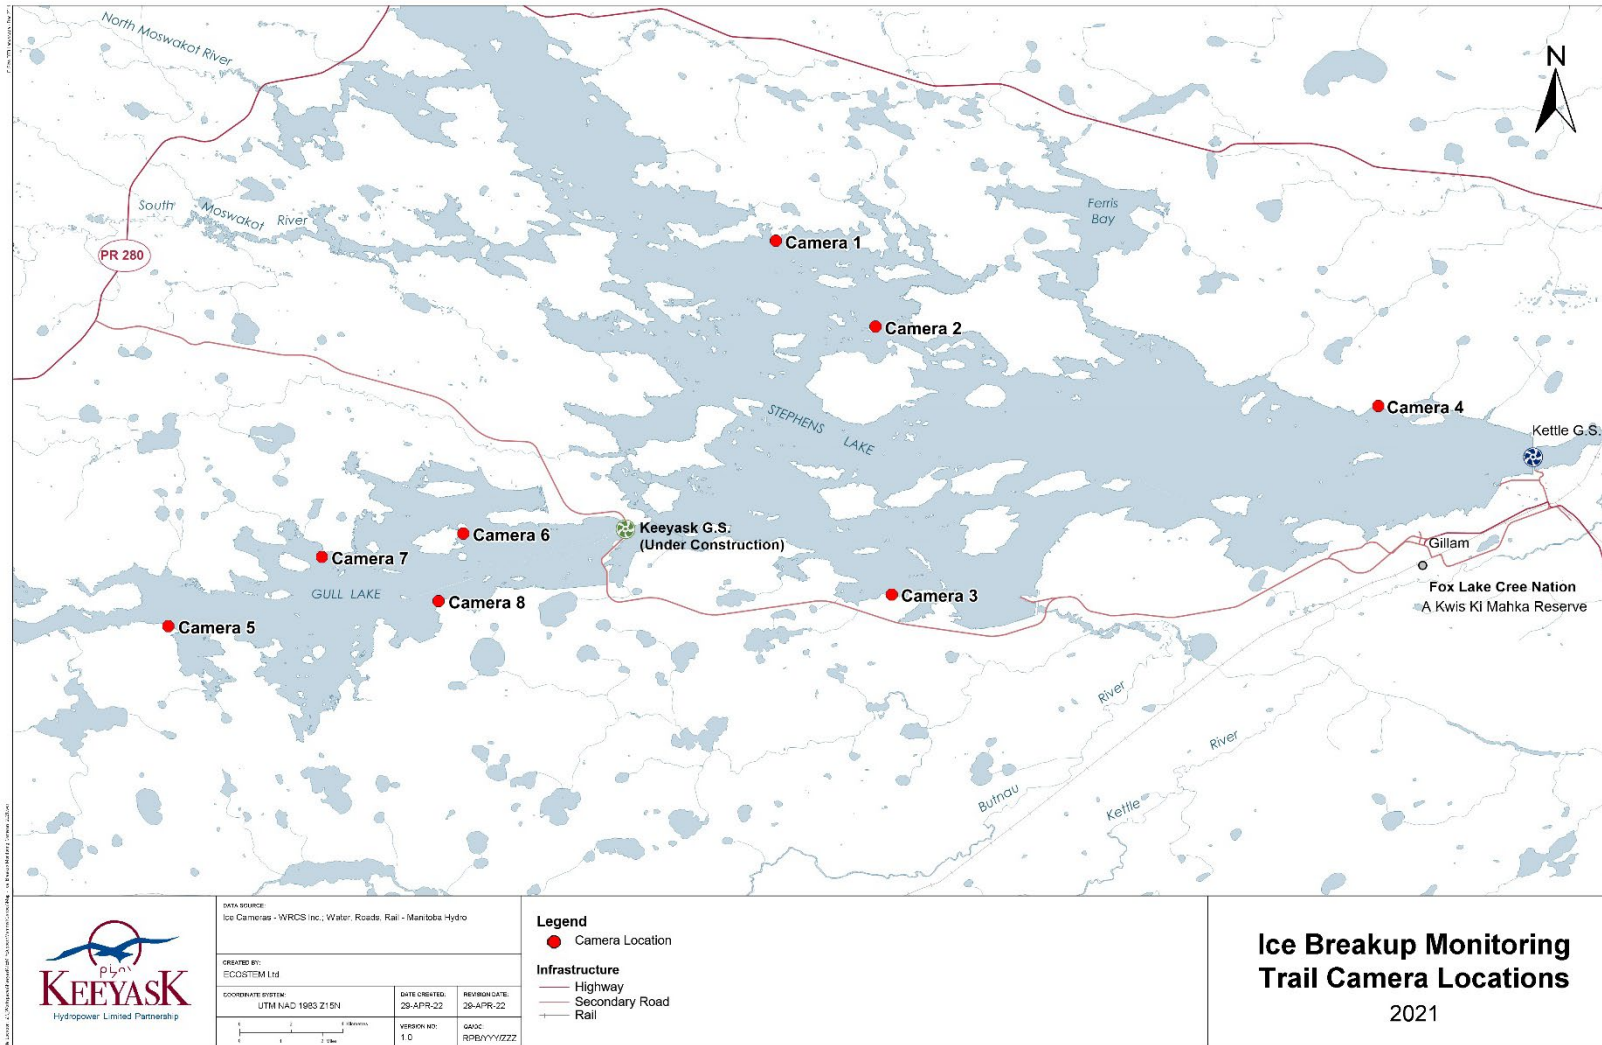 North Moswakot River
N
South Moswakot River
Ferris
Bay
PR 280
Camera 1
Camera 2
STEPHENS LAKE
Camera 4
Kettle G.S.
Keeyask G.S.
(Under Construction)
Camera 6
Camera 7
GULL LAKE
Camera 8
Camera 3
Camera 5
Gillam
Fox Lake Cree Nation
A Kwis Ki Mahka Reserve
Butnau River
Kettle River
KEEYASK
Hydropower Limited Partnership
DATA SOURCE:
Ice Cameras - WRCS Inc.; Water, Roads, Rail - Manitoba Hydro
CREATED BY:
ECOSTEM Ltd
COORDINATE SYSTEM:
UTM NAD 1983 Z15N
DATE CREATED:
29-APR-22
REVISION DATE:
29-APR-22
VERSION NO:
1.0
QA/QC:
RPB/YYY/ZZZ
Legend
Camera Location
Infrastructure
Highway
Secondary Road
Rail
Ice Breakup Monitoring
Trail Camera Locations
2021